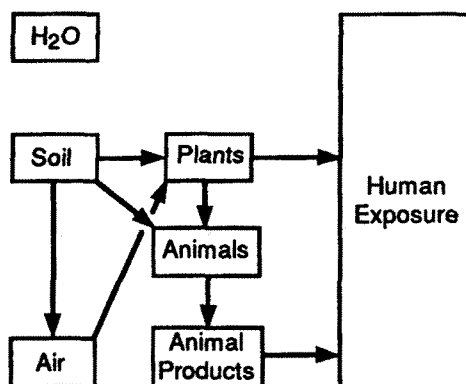 H₂O
Soil
Plants
Human
Exposure
Animals
Air
Animal
Products